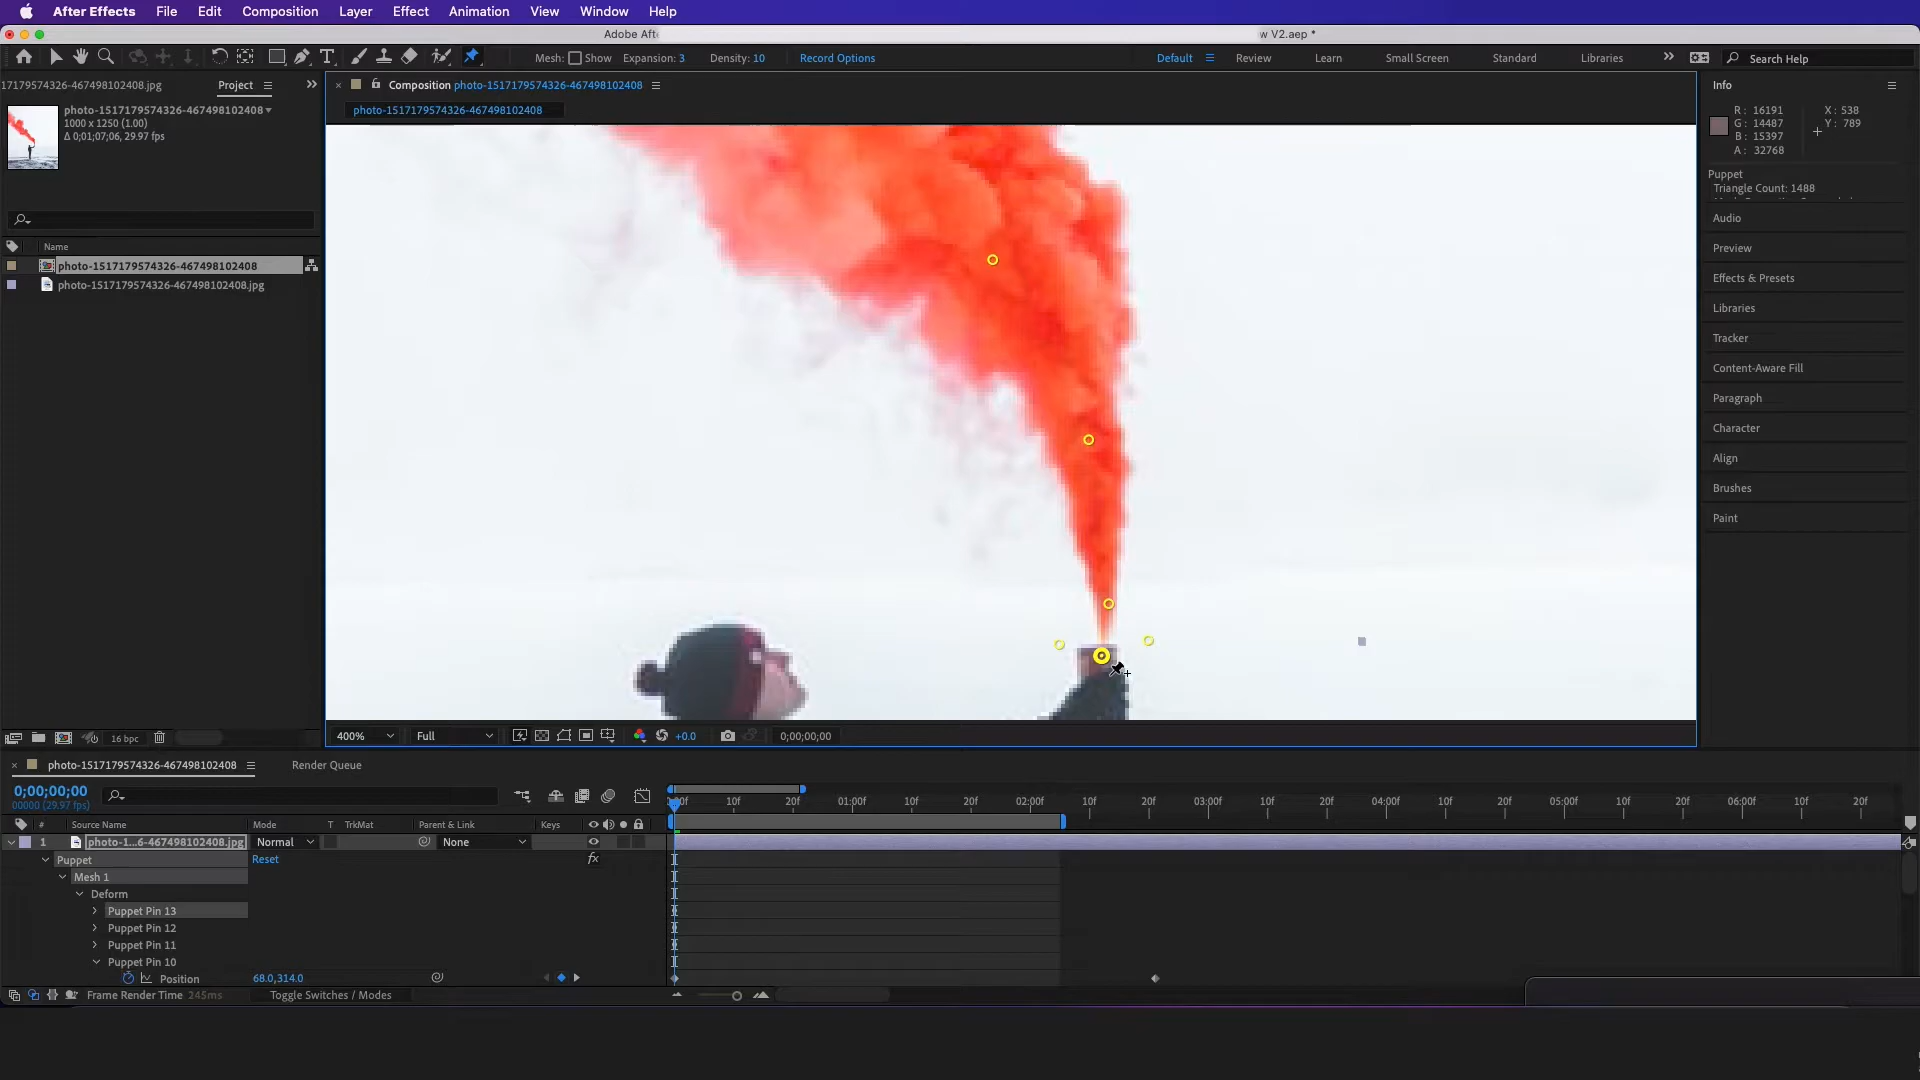 After Effects File Edit Composition Layer Effect Animation View Window Help
Adobe Aft w V2.aep *
Mesh: Show Expansion: 3 Density: 10 Record Options Default Review Learn Small Screen Standard Libraries Search Help
17179574326-467498102408.jpg Project
Composition photo-1517179574326-467498102408
Info
photo-1517179574326-467498102408
1000 x 1250 (1.00)
Δ 0;01;07;06, 29.97 fps
photo-1517179574326-467498102408
R : 16191
G : 14487
B : 15397
A : 32768
X : 538
Y : 789
Puppet
Triangle Count: 1488
Audio
Preview
Effects & Presets
Libraries
Tracker
Content-Aware Fill
Paragraph
Character
Align
Brushes
Paint
Name
photo-1517179574326-467498102408
photo-1517179574326-467498102408.jpg
16 bpc
400% Full +0.0 0;00;00;00
photo-1517179574326-467498102408 Render Queue
0;00;00;00
00000 (29.97 fps)
:00f 10f 20f 01:00f 10f 20f 02:00f 10f 20f 03:00f 10f 20f 04:00f 10f 20f 05:00f 10f 20f 06:00f 10f 20f
# Source Name Mode T TrkMat Parent & Link Keys
1 photo-1...6-467498102408.jpg Normal None
Puppet Reset fx
Mesh 1
Deform
Puppet Pin 13
Puppet Pin 12
Puppet Pin 11
Puppet Pin 10
Position 68.0,314.0
Frame Render Time 245ms Toggle Switches / Modes